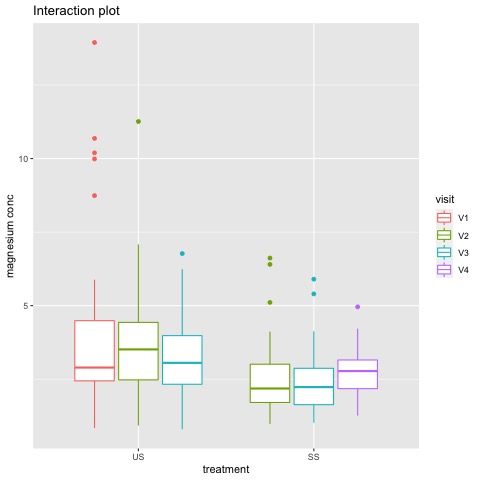 Interaction plot
magnesium conc
10
5
US
SS
treatment
visit
V1
V2
V3
V4